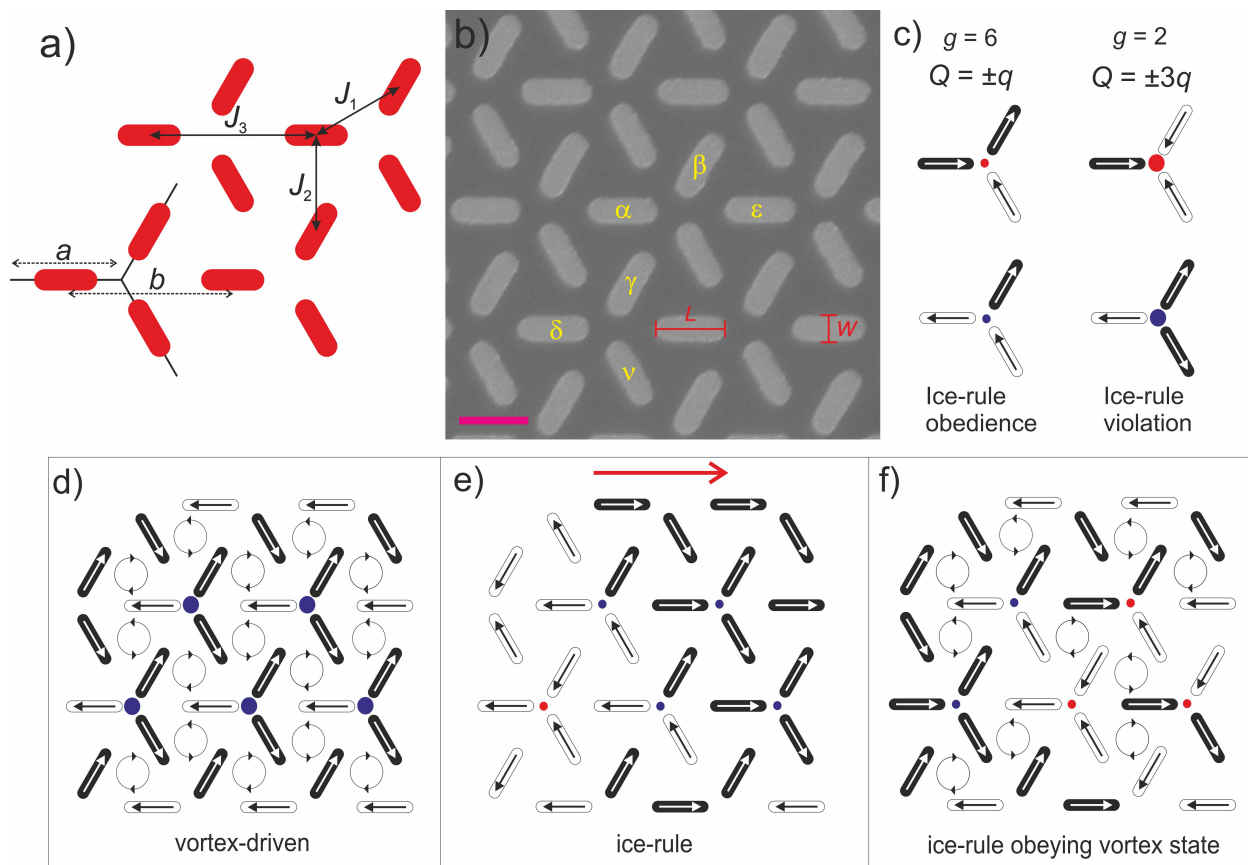 a)
J₁
J₃
J₂
a
b
b)
β
α
ε
γ
δ
L
W
ν
c)
g = 6
g = 2
Q = ±q
Q = ±3q
Ice-rule
obedience
Ice-rule
violation
d)
vortex-driven
e)
ice-rule
f)
ice-rule obeying vortex state